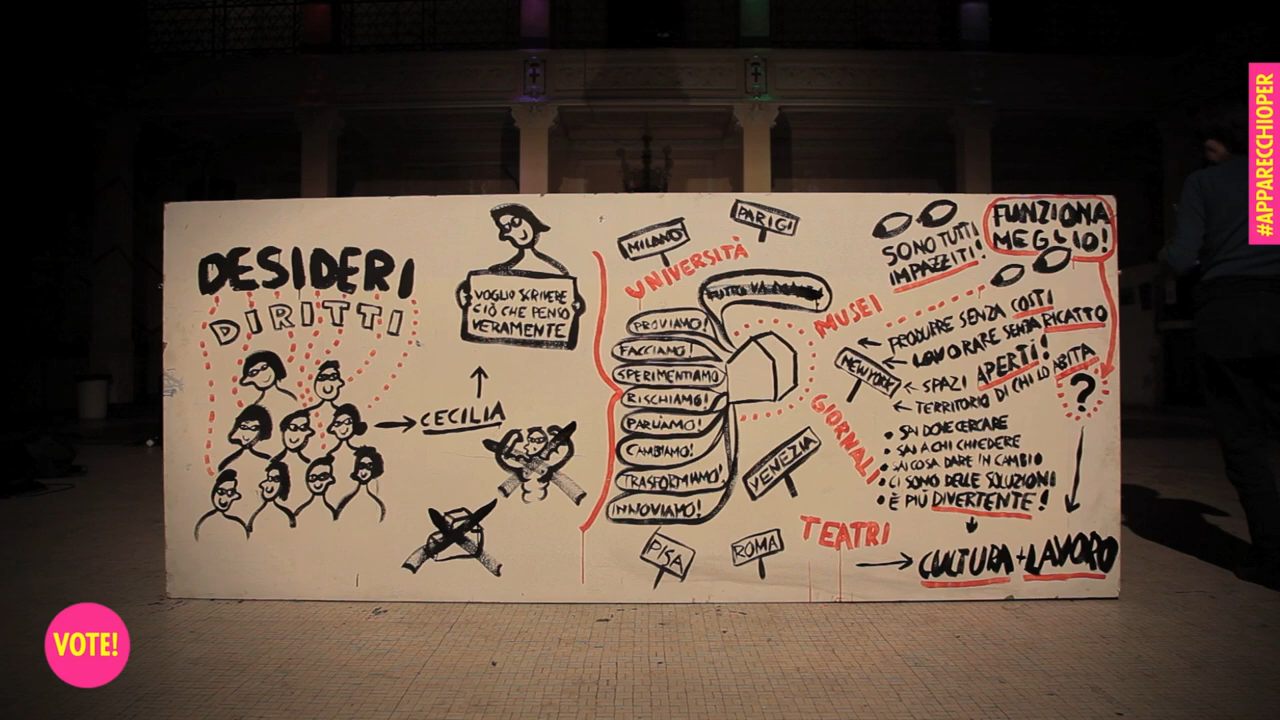 #APPARECCHIOPER
DESIDERI
DIRITTI
VOGLIO SCRIVERE
CIÒ CHE PENSO
VERAMENTE
CECILIA
MILANO
PARIGI
UNIVERSITÀ
TUTTO VA
PROVIAMO!
FACCIAMO!
SPERIMENTIAMO
RISCHIAMO!
PARLIAMO!
CAMBIAMO!
TRASFORMIAMO!
INNOVIAMO!
PISA
ROMA
VENEZIA
MUSEI
NEW YORK
GIORNALI
TEATRI
SONO TUTTI
IMPAZZITI!
FUNZIONA
MEGLIO!
PRODURRE SENZA COSTI
LAVORARE SENZA RICATTO
SPAZI APERTI!
TERRITORIO DI CHI LO ABITA
?
• SAI DOVE CERCARE
• SAI A CHI CHIEDERE
• SAI COSA DARE IN CAMBIO
• CI SONO DELLE SOLUZIONI
• È PIÙ DIVERTENTE!
CULTURA + LAVORO
VOTE!